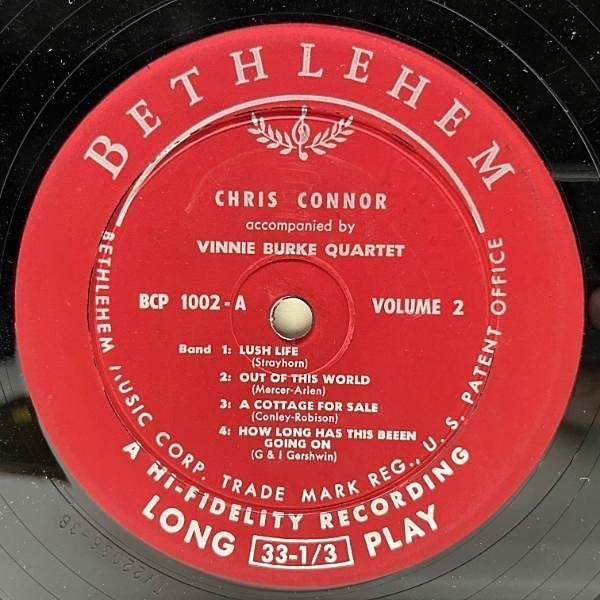 BETHLEHEM
CHRIS CONNOR
accompanied by
VINNIE BURKE QUARTET
BCP 1002-A
VOLUME 2
Band 1: LUSH LIFE
(Strayhorn)
2: OUT OF THIS WORLD
(Mercer-Arlen)
3: A COTTAGE FOR SALE
(Conley-Robison)
4: HOW LONG HAS THIS BEEEN
GOING ON
(G & I Gershwin)
BETHLEHEM MUSIC CORP. TRADE MARK REG., U. S. PATENT OFFICE
A HI-FIDELITY RECORDING
LONG 33-1/3 PLAY